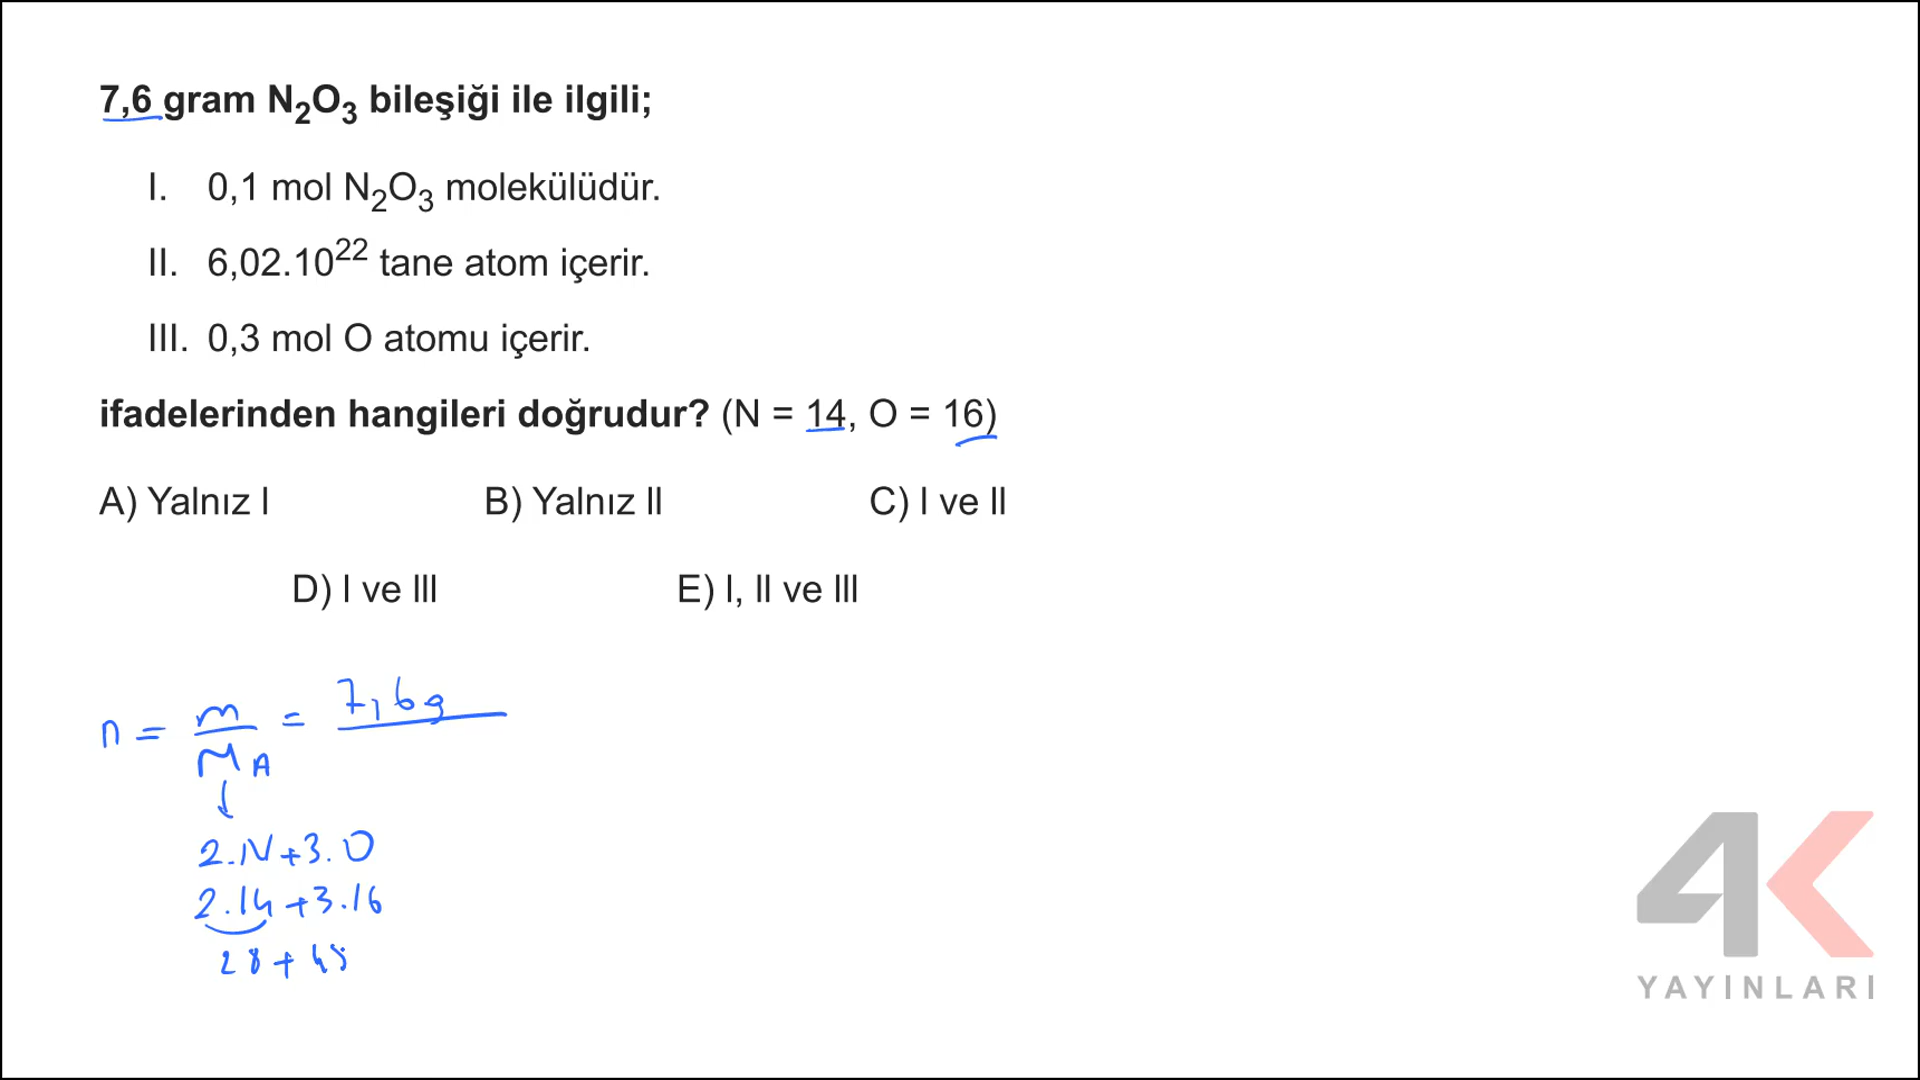 7,6 gram N₂O₃ bileşiği ile ilgili;
I. 0,1 mol N₂O₃ molekülüdür.
II. 6,02.10²² tane atom içerir.
III. 0,3 mol O atomu içerir.
ifadelerinden hangileri doğrudur? (N = 14, O = 16)
A) Yalnız I B) Yalnız II C) I ve II
D) I ve III E) I, II ve III
n = m/MA = 7,6g
2.N+3.O
2.14+3.16
28+48
4K
YAYINLARI